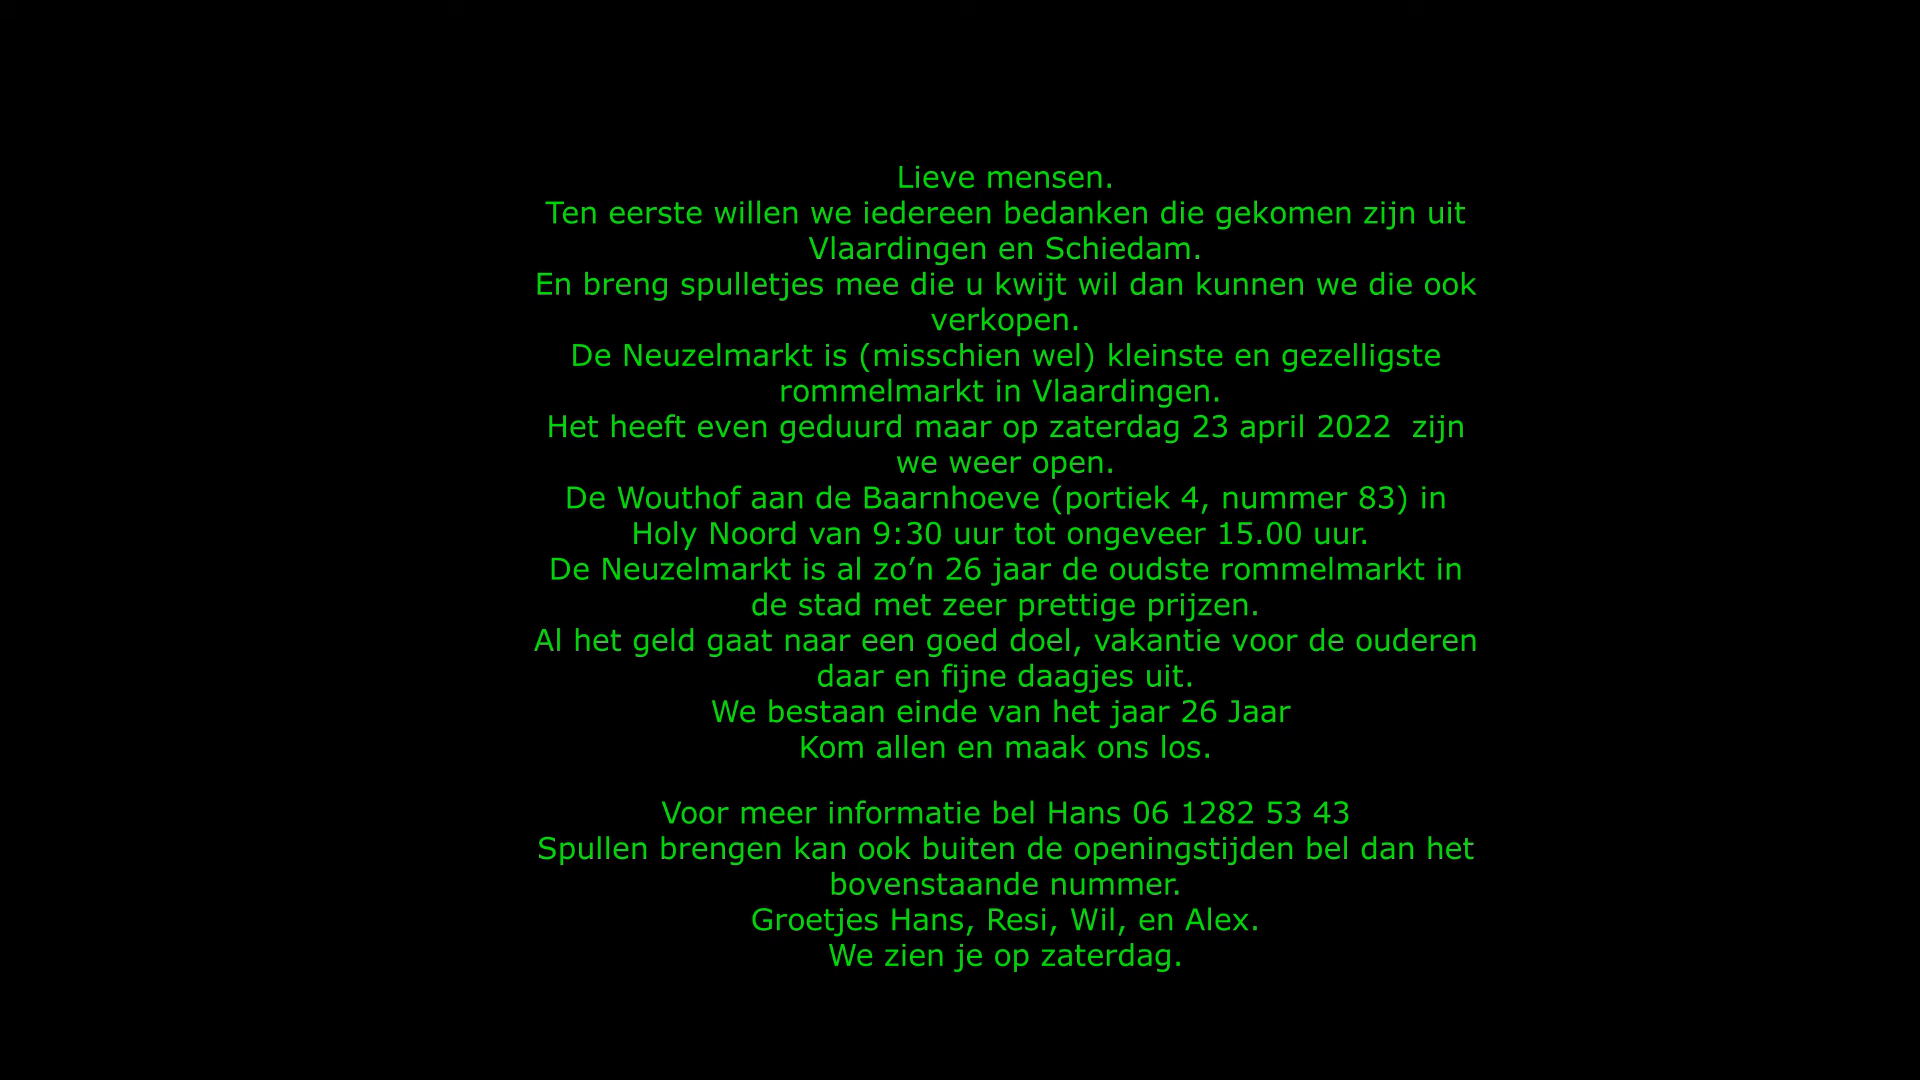 Lieve mensen.
Ten eerste willen we iedereen bedanken die gekomen zijn uit
Vlaardingen en Schiedam.
En breng spulletjes mee die u kwijt wil dan kunnen we die ook
verkopen.
De Neuzelmarkt is (misschien wel) kleinste en gezelligste
rommelmarkt in Vlaardingen.
Het heeft even geduurd maar op zaterdag 23 april 2022  zijn
we weer open.
De Wouthof aan de Baarnhoeve (portiek 4, nummer 83) in
Holy Noord van 9:30 uur tot ongeveer 15.00 uur.
De Neuzelmarkt is al zo’n 26 jaar de oudste rommelmarkt in
de stad met zeer prettige prijzen.
Al het geld gaat naar een goed doel, vakantie voor de ouderen
daar en fijne daagjes uit.
We bestaan einde van het jaar 26 Jaar
Kom allen en maak ons los.
Voor meer informatie bel Hans 06 1282 53 43
Spullen brengen kan ook buiten de openingstijden bel dan het
bovenstaande nummer.
Groetjes Hans, Resi, Wil, en Alex.
We zien je op zaterdag.